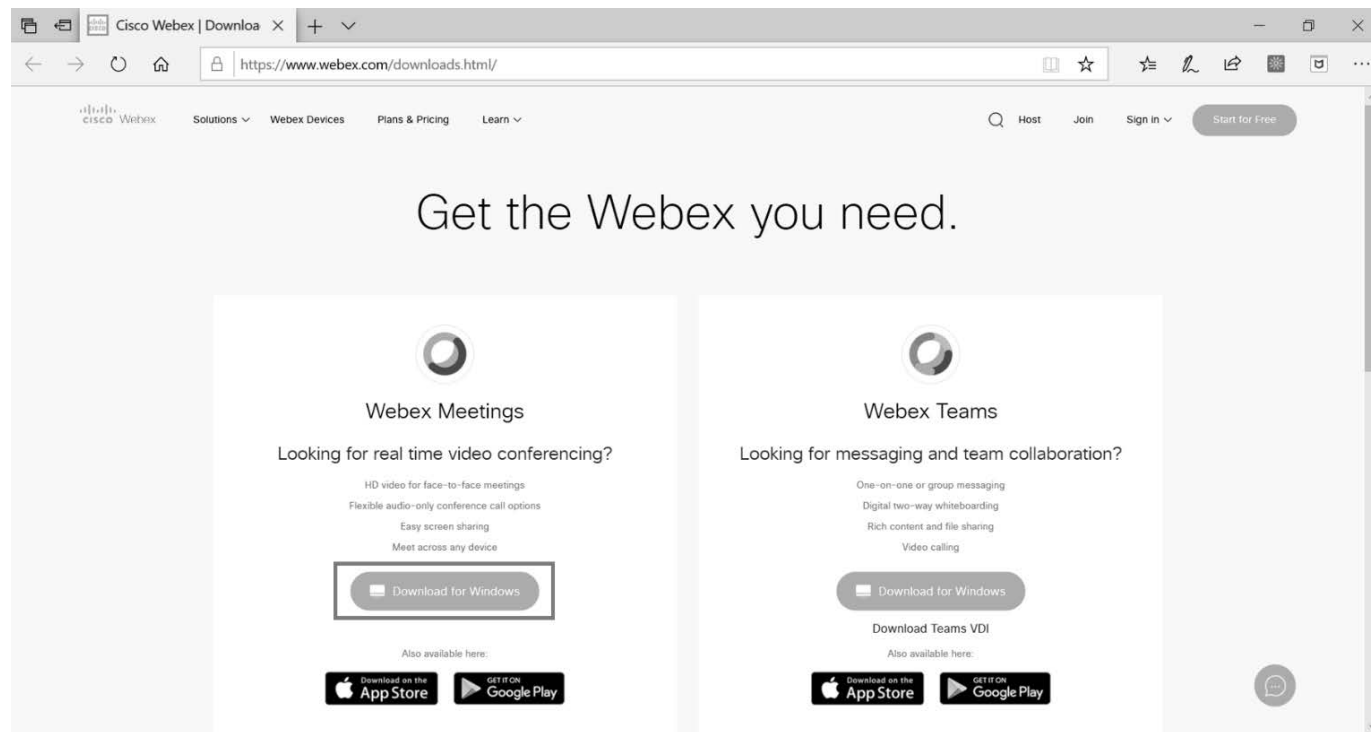 Cisco Webex | Downloa
https://www.webex.com/downloads.html/
cisco Webex Solutions Webex Devices Plans & Pricing Learn Host Join Sign in Start for Free
Get the Webex you need.
Webex Meetings
Looking for real time video conferencing?
HD video for face-to-face meetings
Flexible audio-only conference call options
Easy screen sharing
Meet across any device
Download for Windows
Also available here:
Download on the App Store
GET IT ON Google Play
Webex Teams
Looking for messaging and team collaboration?
One-on-one or group messaging
Digital two-way whiteboarding
Rich content and file sharing
Video calling
Download for Windows
Download Teams VDI
Also available here:
Download on the App Store
GET IT ON Google Play